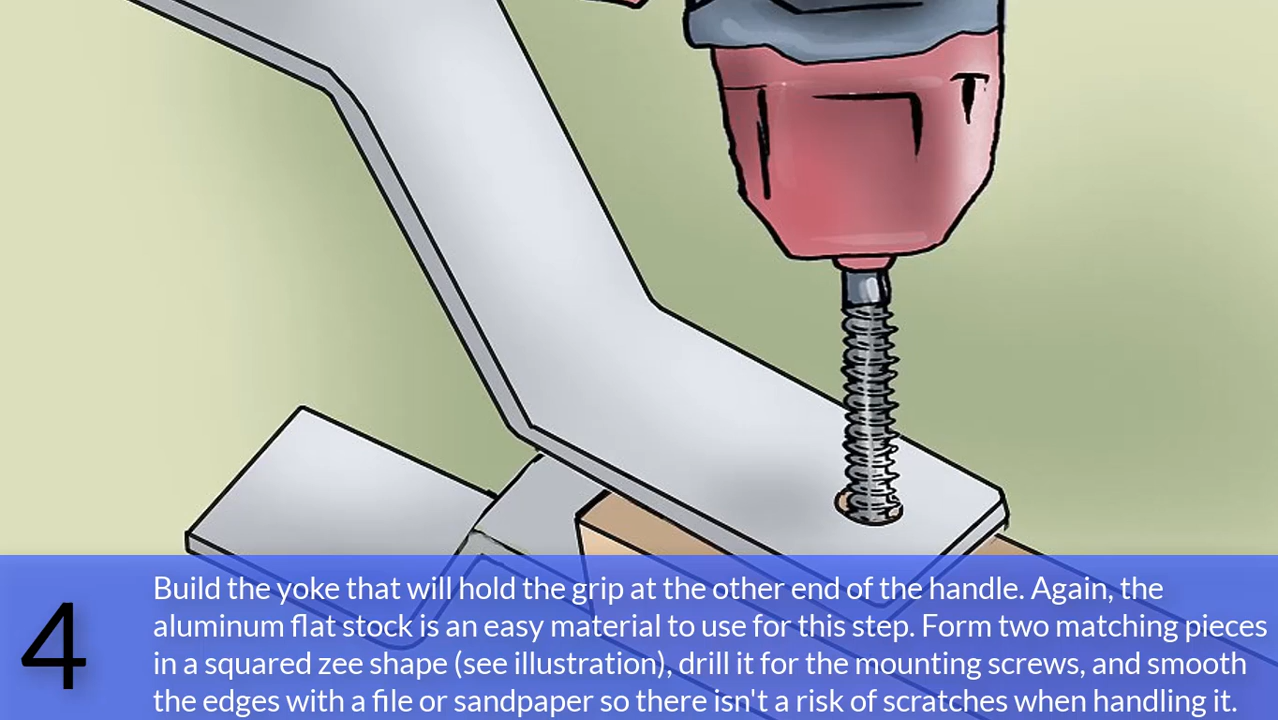 4
Build the yoke that will hold the grip at the other end of the handle. Again, the
aluminum flat stock is an easy material to use for this step. Form two matching pieces
in a squared zee shape (see illustration), drill it for the mounting screws, and smooth
the edges with a file or sandpaper so there isn't a risk of scratches when handling it.